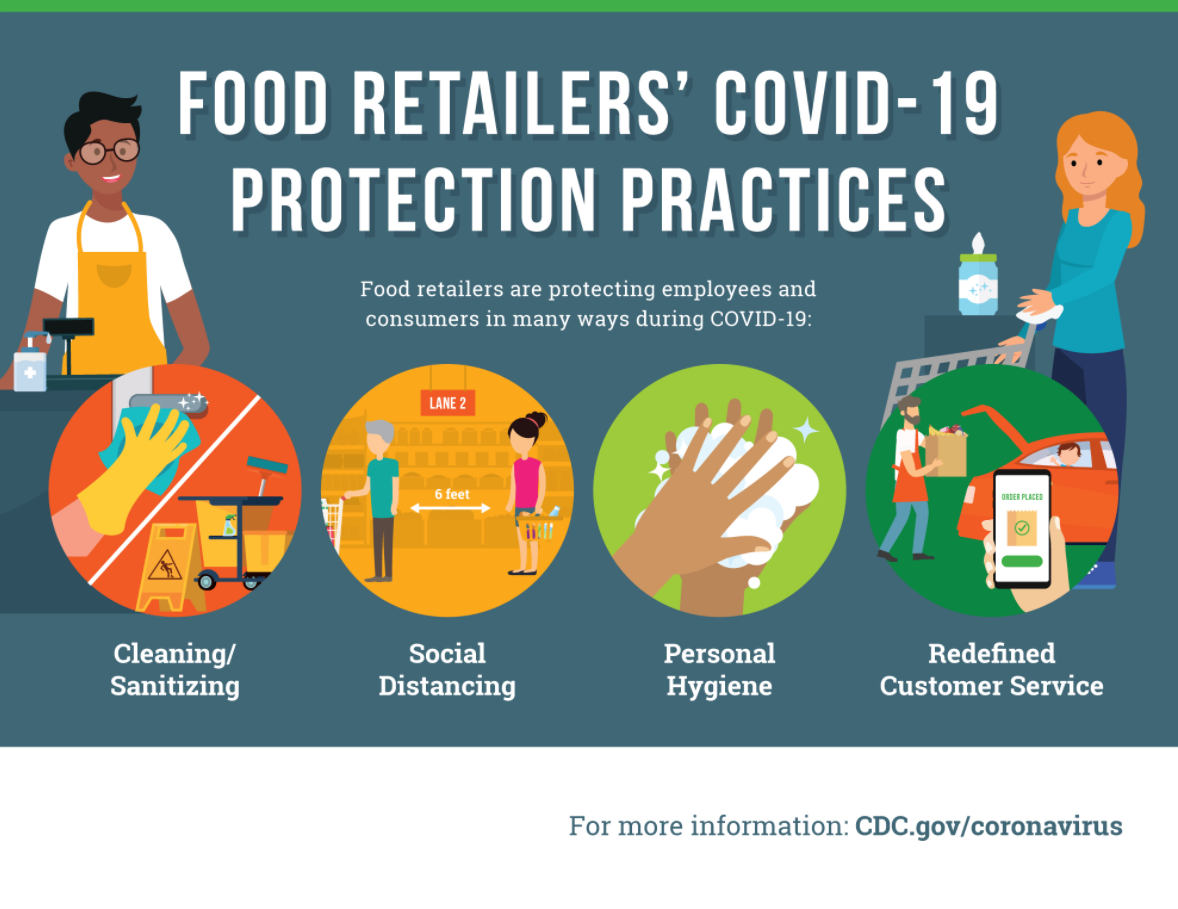 FOOD RETAILERS’ COVID-19
PROTECTION PRACTICES
Food retailers are protecting employees and
consumers in many ways during COVID-19:
LANE 2
6 feet
ORDER PLACED
Cleaning/
Sanitizing
Social
Distancing
Personal
Hygiene
Redefined
Customer Service
For more information: CDC.gov/coronavirus